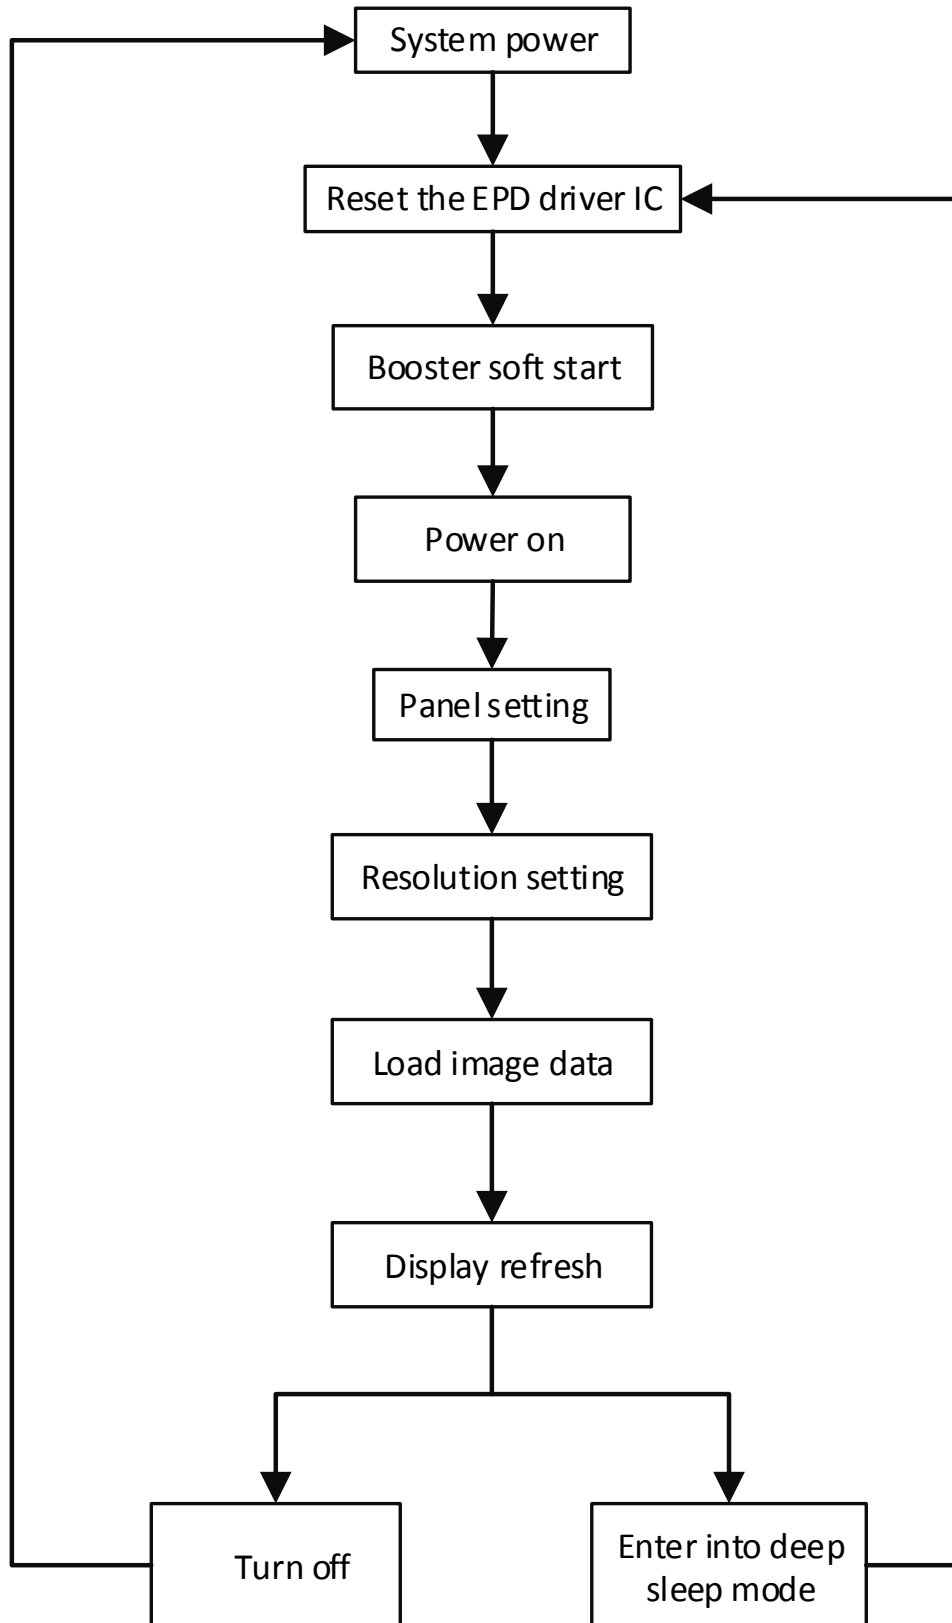 System power
Reset the EPD driver IC
Booster soft start
Power on
Panel setting
Resolution setting
Load image data
Display refresh
Turn off
Enter into deep
sleep mode